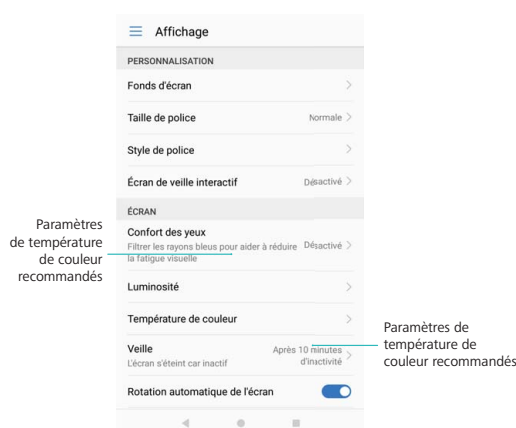 Affichage
PERSONNALISATION
Fonds d'écran
Taille de police Normale
Style de police
Écran de veille interactif Désactivé
ÉCRAN
Confort des yeux
Filtrer les rayons bleus pour aider à réduire Désactivé
la fatigue visuelle
Luminosité
Température de couleur
Veille Après 10 minutes
L'écran s'éteint car inactif d'inactivité
Rotation automatique de l'écran
Paramètres
de température
de couleur
recommandés
Paramètres de
température de
couleur recommandés